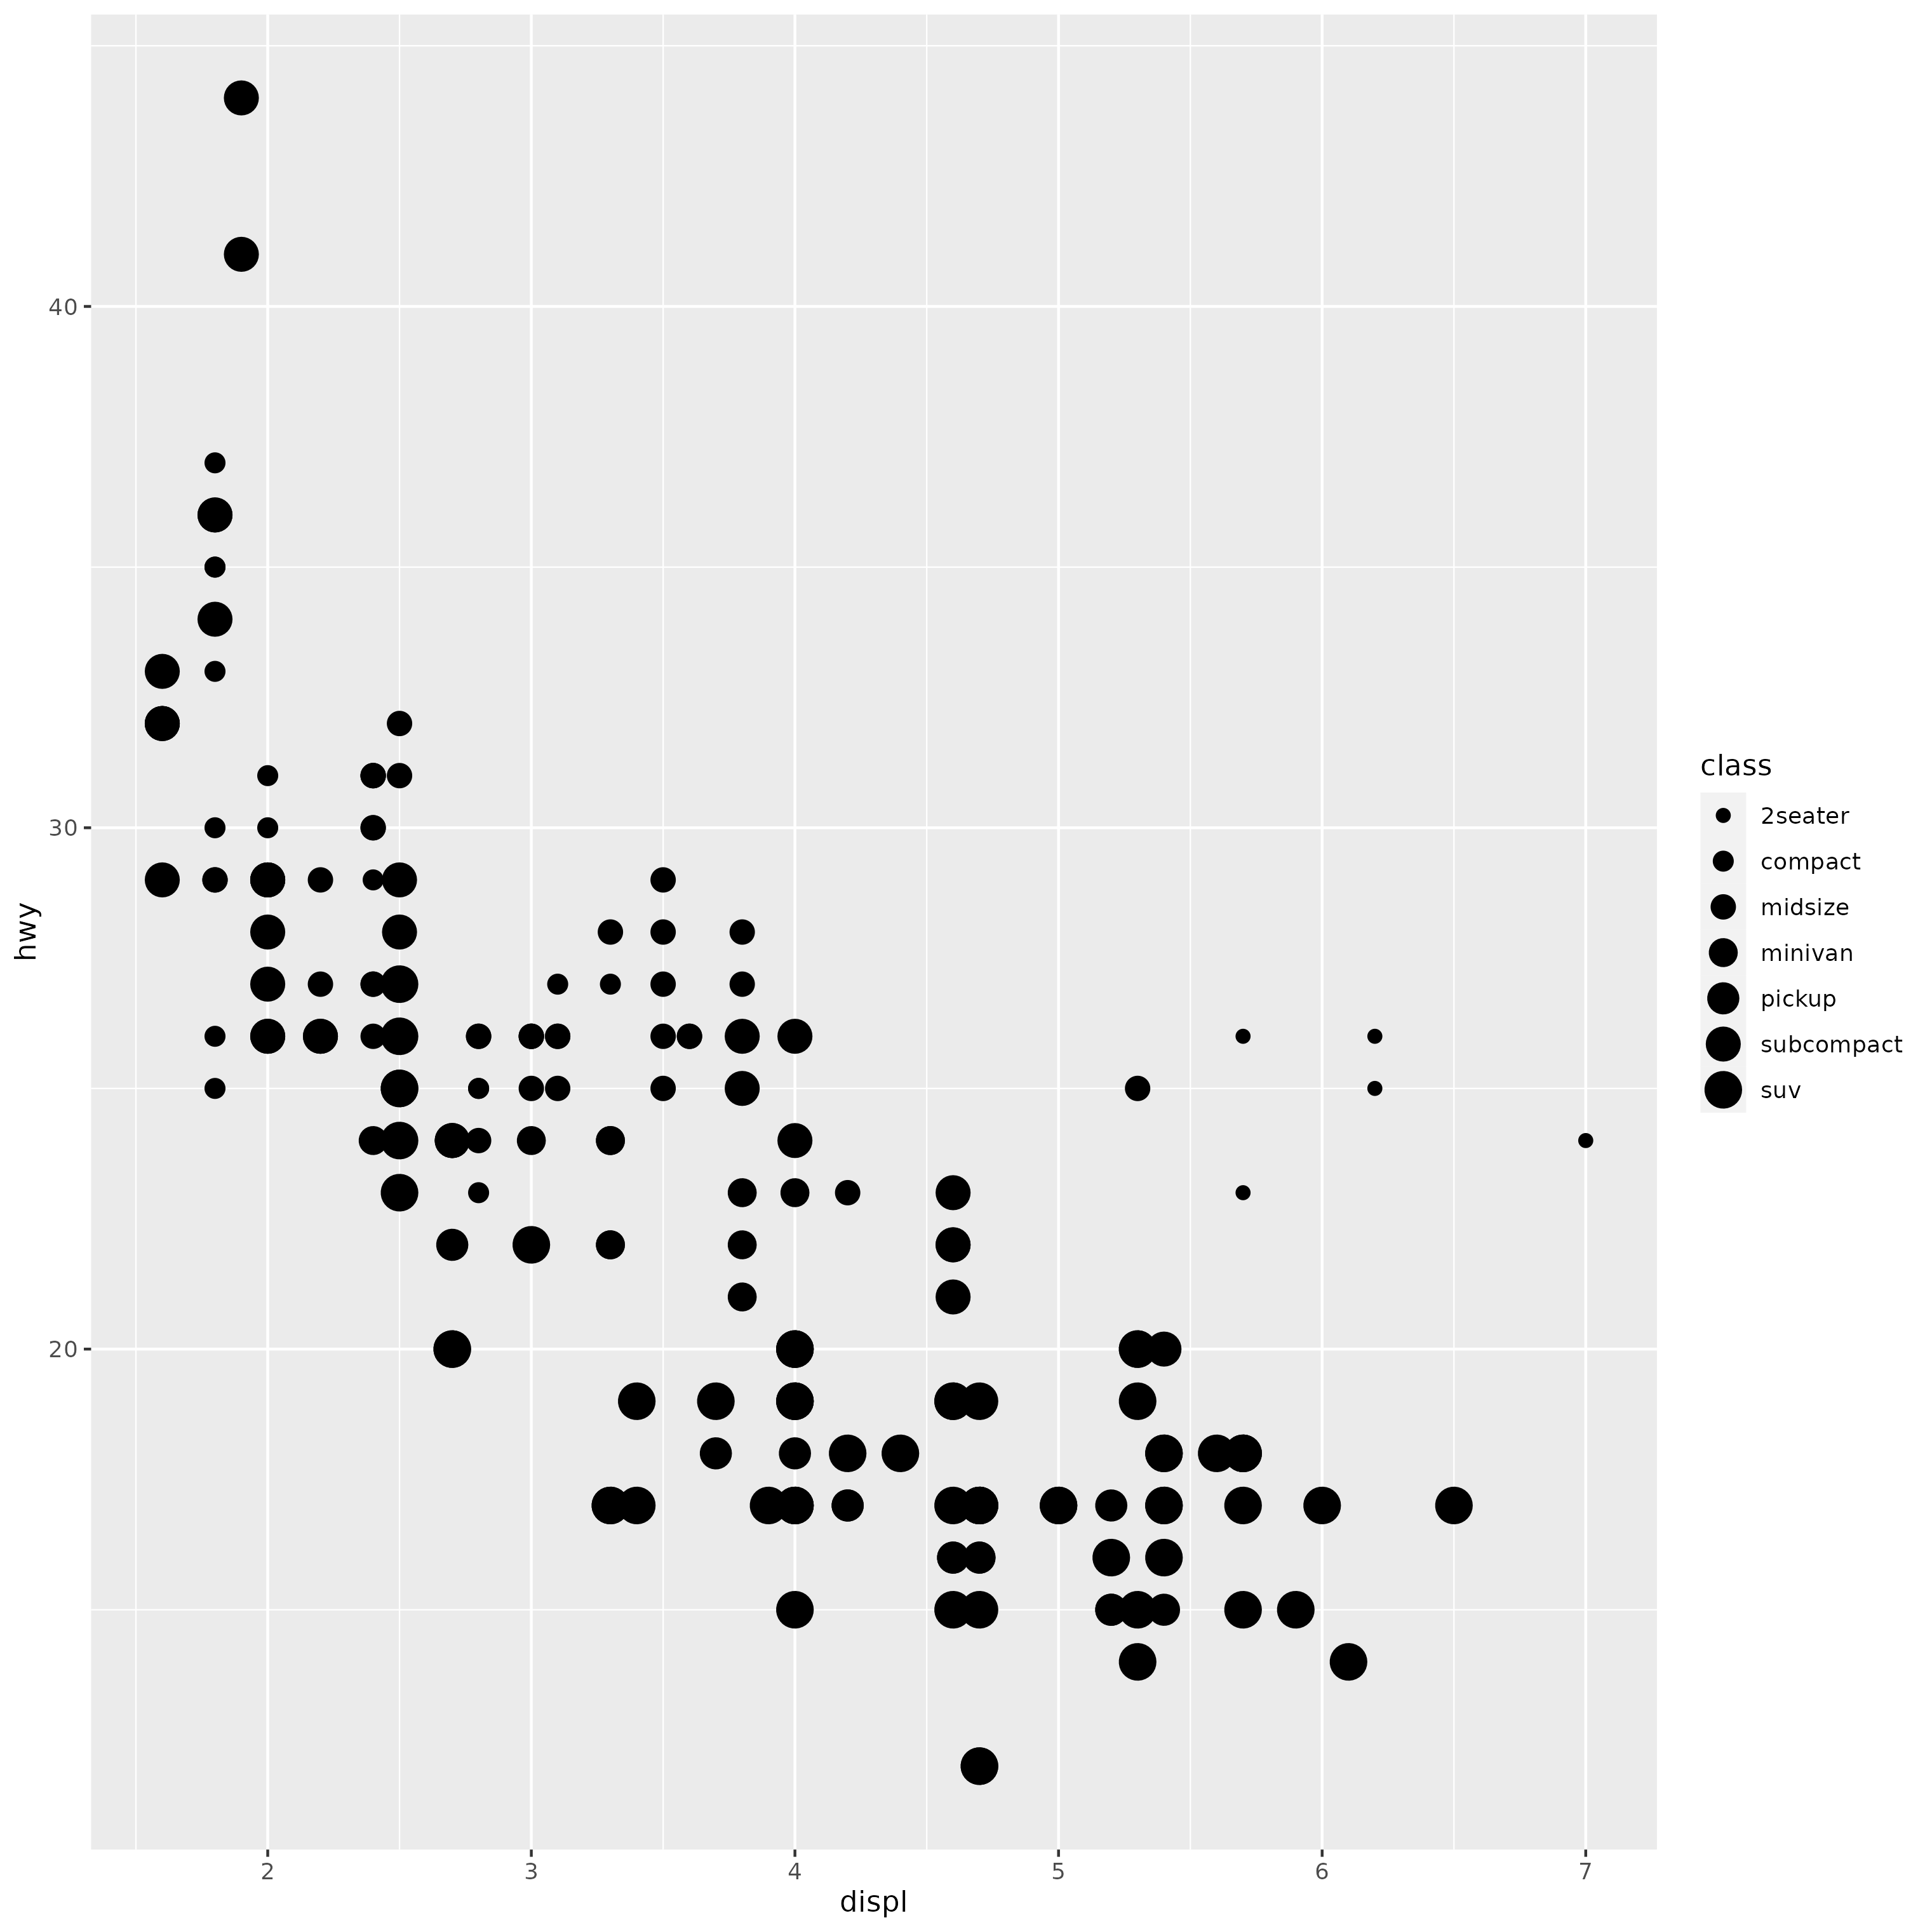 hwy
40
30
20
2 3 4 5 6 7
displ
class
2seater
compact
midsize
minivan
pickup
subcompact
suv